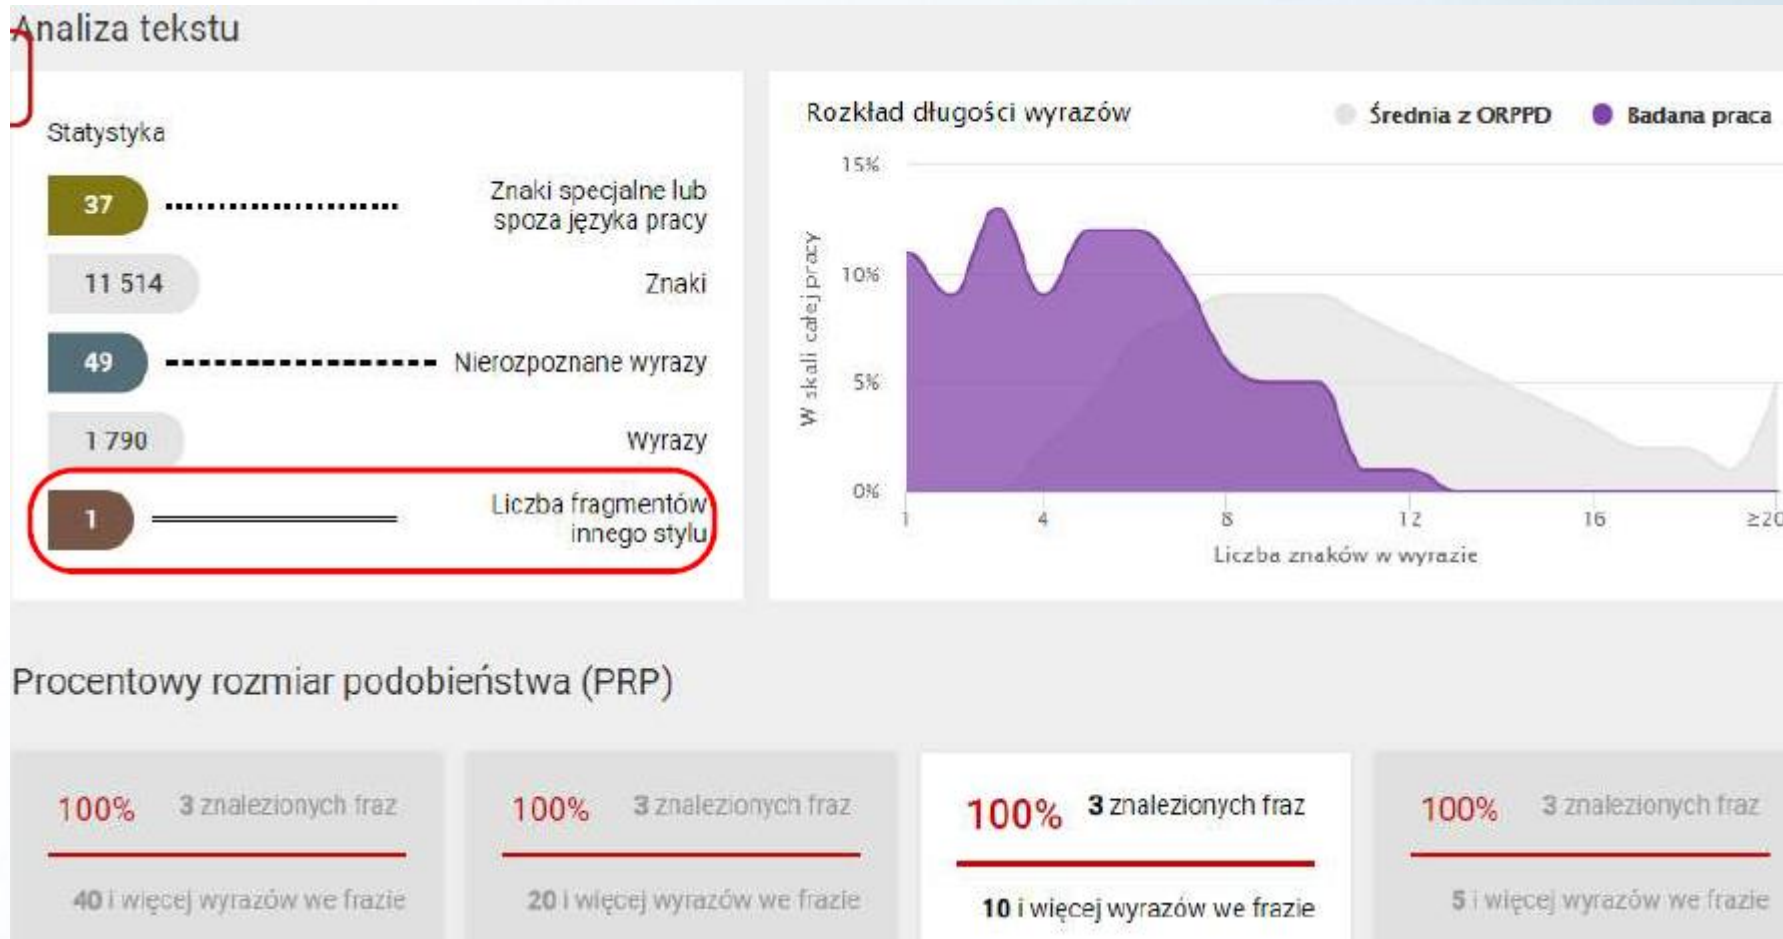 Analiza tekstu
Statystyka
37
Znaki specjalne lub
spoza języka pracy
11 514
Znaki
49
Nierozpoznane wyrazy
1 790
Wyrazy
1
Liczba fragmentów
innego stylu
Rozkład długości wyrazów
Średnia z ORPPD
Badana praca
W skali całej pracy
15%
10%
5%
0%
1 4 8 12 16 ≥20
Liczba znaków w wyrazie
Procentowy rozmiar podobieństwa (PRP)
100% 3 znalezionych fraz
40 i więcej wyrazów we frazie
100% 3 znalezionych fraz
20 i więcej wyrazów we frazie
100% 3 znalezionych fraz
10 i więcej wyrazów we frazie
100% 3 znalezionych fraz
5 i więcej wyrazów we frazie